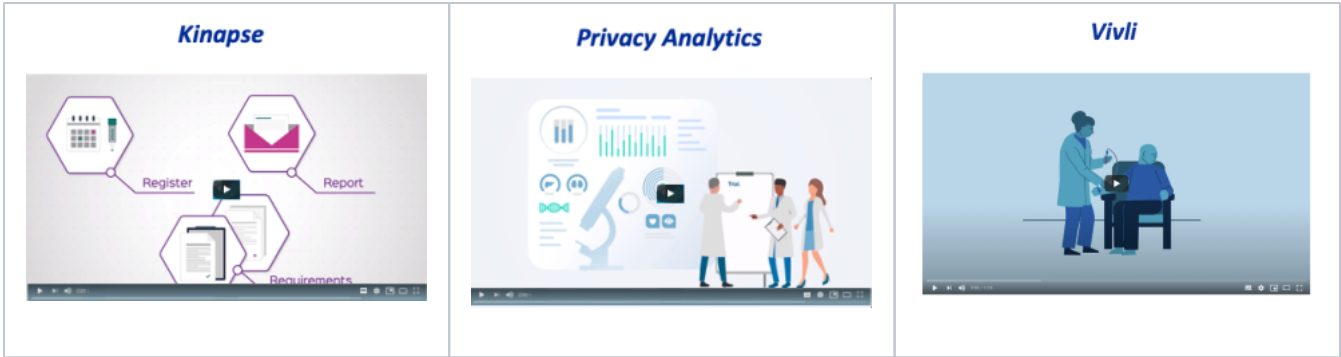 Kinapse
Privacy Analytics
Vivli
Register
Report
Requirements
Trial